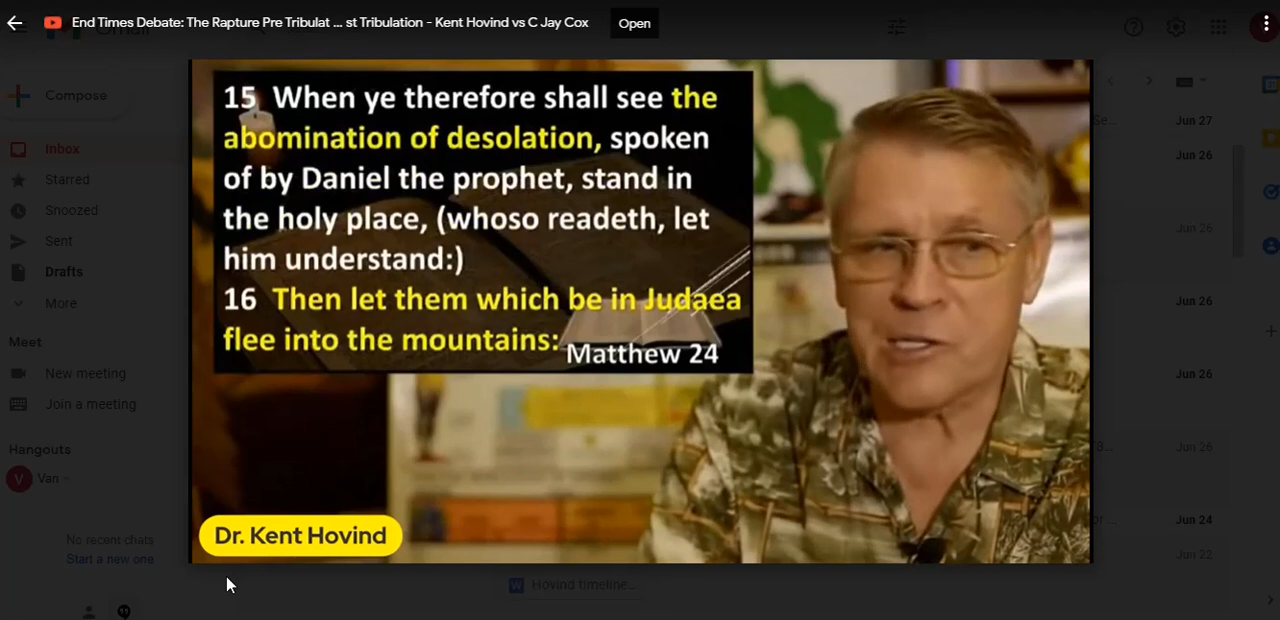 End Times Debate: The Rapture Pre Tribulat ... st Tribulation - Kent Hovind vs C Jay Cox
Open
Compose
Inbox
Starred
Snoozed
Sent
Drafts
More
Meet
New meeting
Join a meeting
Hangouts
V Van
No recent chats
Start a new one
15 When ye therefore shall see the
abomination of desolation, spoken
of by Daniel the prophet, stand in
the holy place, (whoso readeth, let
him understand:)
16 Then let them which be in Judaea
flee into the mountains:
Matthew 24
Dr. Kent Hovind
W Hovind timeline...
Jun 27
Jun 26
Jun 26
Jun 26
Jun 26
Jun 26
Jun 24
Jun 22